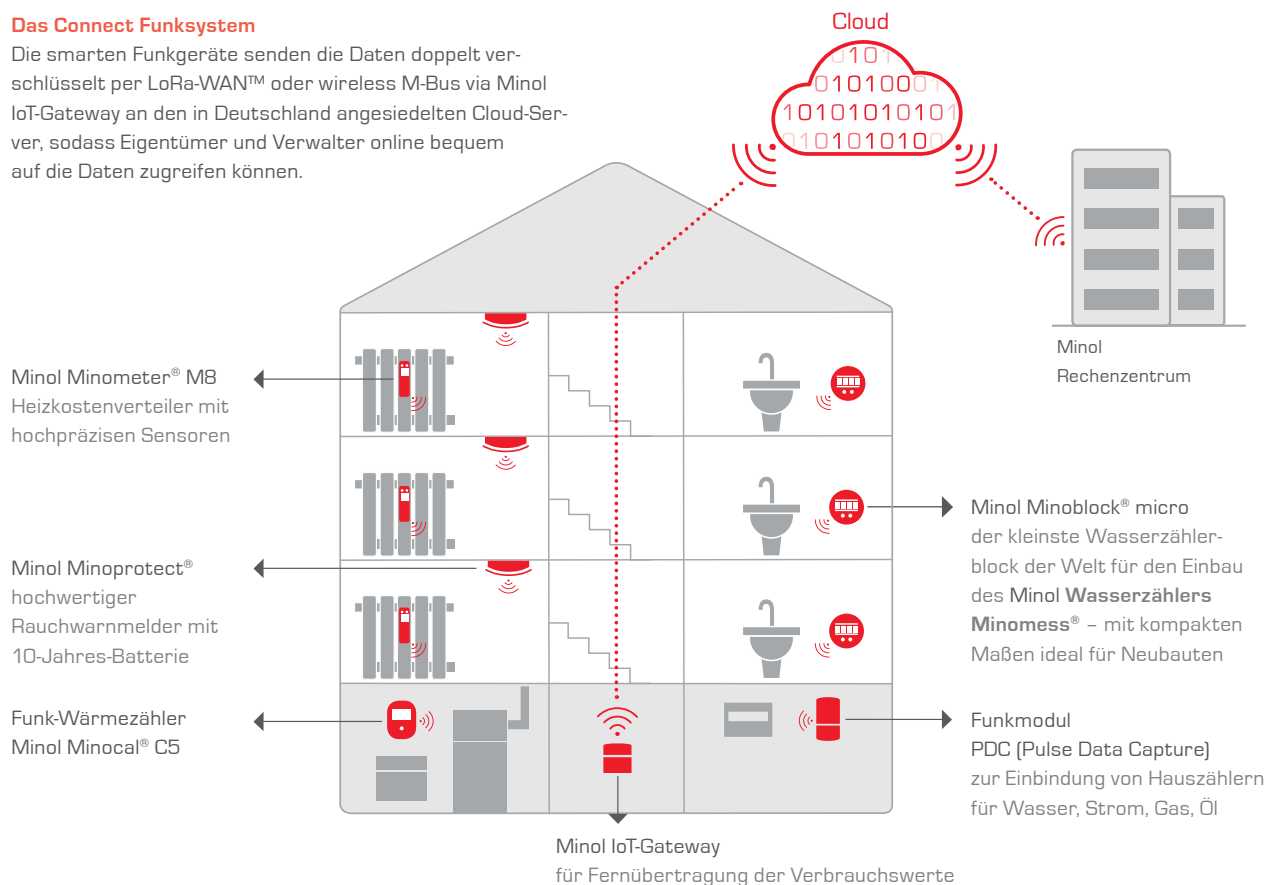 Das Connect Funksystem
Die smarten Funkgeräte senden die Daten doppelt ver-
schlüsselt per LoRa-WAN™ oder wireless M-Bus via Minol
IoT-Gateway an den in Deutschland angesiedelten Cloud-Ser-
ver, sodass Eigentümer und Verwalter online bequem
auf die Daten zugreifen können.
Cloud
0101
010100
10101010101
0101010100
Minol
Rechenzentrum
Minol Minometer® M8
Heizkostenverteiler mit
hochpräzisen Sensoren
Minol Minoprotect®
hochwertiger
Rauchwarnmelder mit
10-Jahres-Batterie
Funk-Wärmezähler
Minol Minocal® C5
Minol Minoblock® micro
der kleinste Wasserzähler-
block der Welt für den Einbau
des Minol Wasserzählers
Minomess® – mit kompakten
Maßen ideal für Neubauten
Funkmodul
PDC (Pulse Data Capture)
zur Einbindung von Hauszählern
für Wasser, Strom, Gas, Öl
Minol IoT-Gateway
für Fernübertragung der Verbrauchswerte